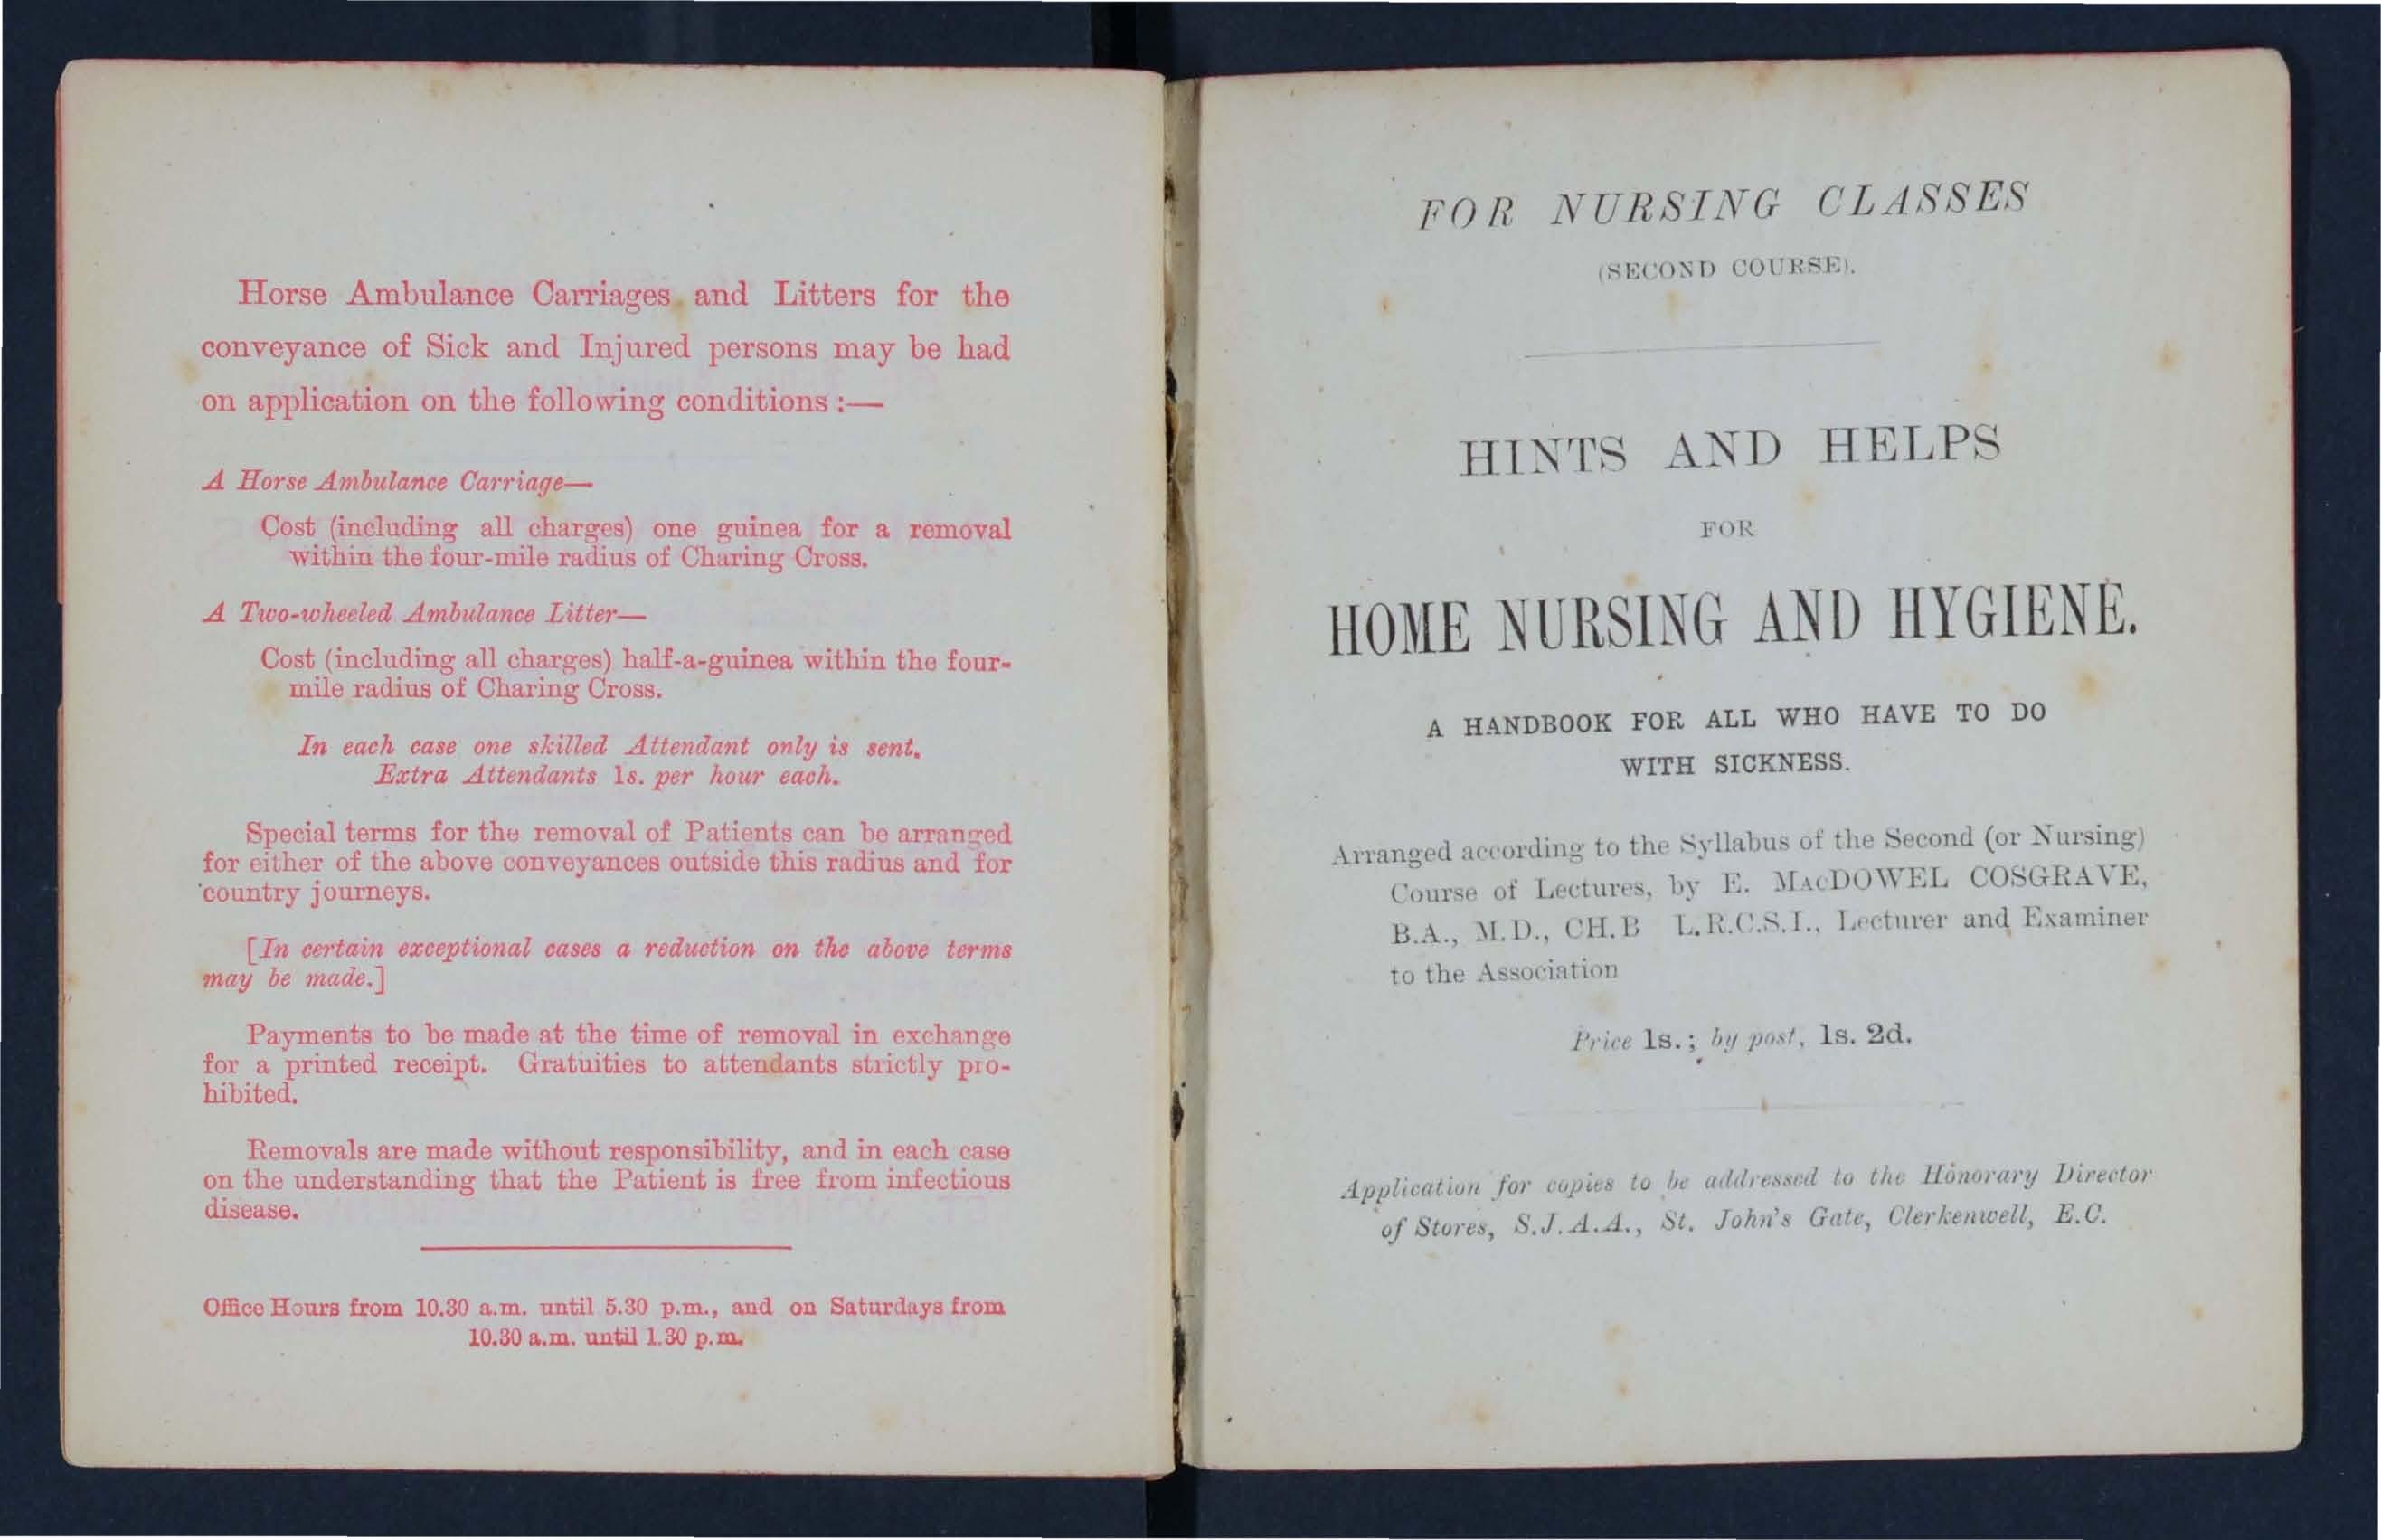 Horse Ambulance Carriages and Litters for the
conveyance of Sick and Injured persons may be had
on application on the following conditions :—
A Horse Ambulance Carriage—
Cost (including all charges) one guinea for a removal
within the four-mile radius of Charing Cross.
A Two-wheeled Ambulance Litter—
Cost (including all charges) half-a-guinea within the four-
mile radius of Charing Cross.
In each case one skilled Attendant only is sent.
Extra Attendants 1s. per hour each.
Special terms for the removal of Patients can be arranged
for either of the above conveyances outside this radius and for
country journeys.
[In certain exceptional cases a reduction on the above terms
may be made.]
Payments to be made at the time of removal in exchange
for a printed receipt. Gratuities to attendants strictly pro-
hibited.
Removals are made without responsibility, and in each case
on the understanding that the Patient is free from infectious
disease.
Office Hours from 10.30 a.m. until 5.30 p.m., and on Saturdays from
10.30 a.m. until 1.30 p.m.
FOR NURSING CLASSES
(SECOND COURSE).
HINTS AND HELPS
FOR
HOME NURSING AND HYGIENE.
A HANDBOOK FOR ALL WHO HAVE TO DO
WITH SICKNESS.
Arranged according to the Syllabus of the Second (or Nursing)
Course of Lectures, by E. MACDOWEL COSGRAVE,
B.A., M.D., CH.B L.R.C.S.I., Lecturer and Examiner
to the Association
Price 1s.; by post, 1s. 2d.
Application for copies to be addressed to the Honorary Director
of Stores, S.J.A.A., St. John's Gate, Clerkenwell, E.C.